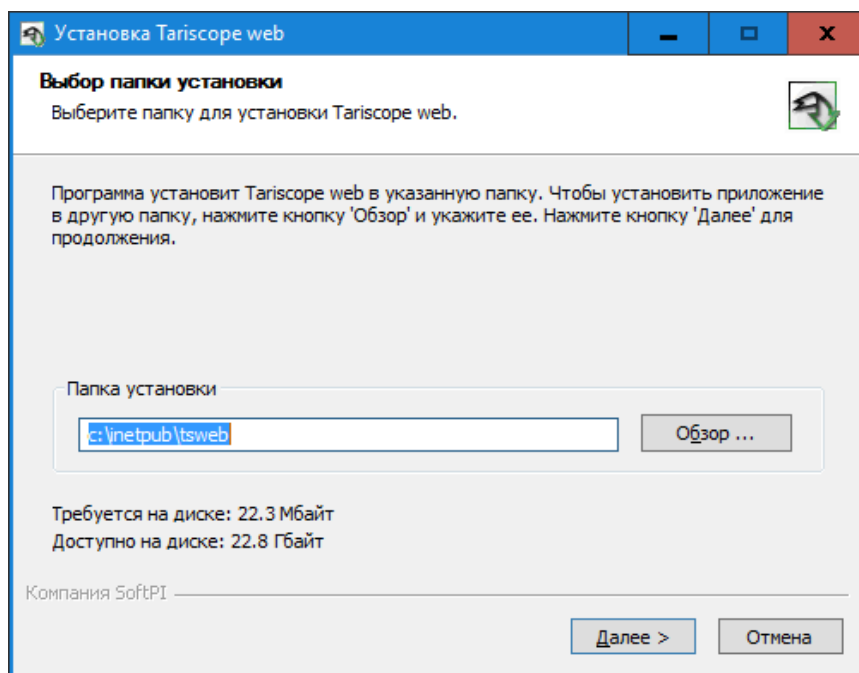 Установка Tariscope web
Выбор папки установки
Выберите папку для установки Tariscope web.
Программа установит Tariscope web в указанную папку. Чтобы установить приложение
в другую папку, нажмите кнопку 'Обзор' и укажите ее. Нажмите кнопку 'Далее' для
продолжения.
Папка установки
c:\inetpub\tsweb
Обзор ...
Требуется на диске: 22.3 Мбайт
Доступно на диске: 22.8 Гбайт
Компания SoftPI
Далее >
Отмена